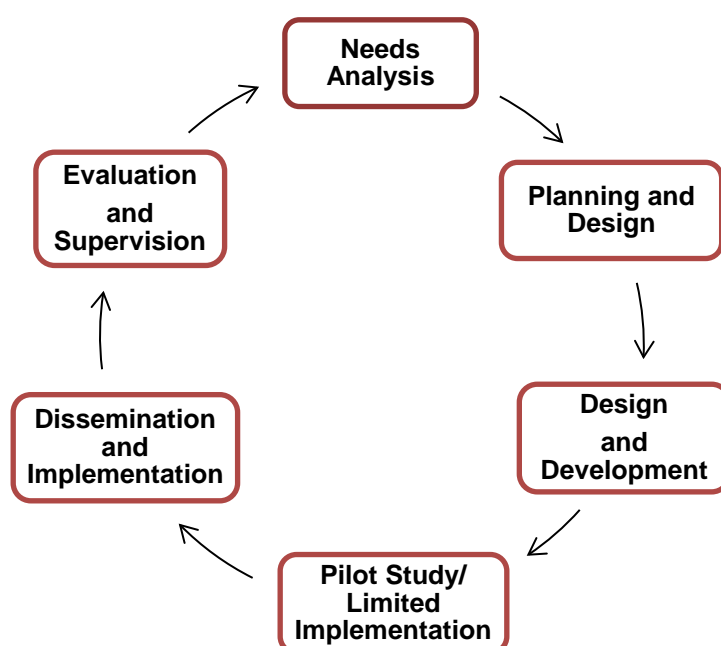 Needs
Analysis
Planning and
Design
Design
and
Development
Pilot Study/
Limited
Implementation
Dissemination
and
Implementation
Evaluation
and
Supervision